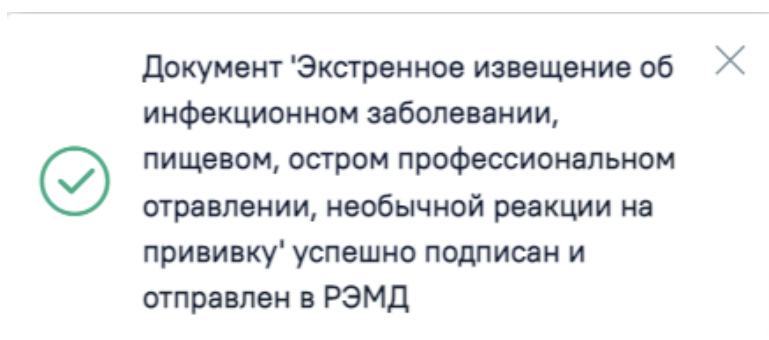 Документ 'Экстренное извещение об
инфекционном заболевании,
пищевом, остром профессиональном
отравлении, необычной реакции на
прививку' успешно подписан и
отправлен в РЭМД